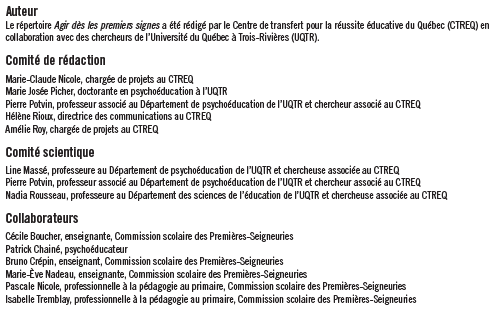 Auteur
Le répertoire Agir dès les premiers signes a été rédigé par le Centre de transfert pour la réussite éducative du Québec (CTREQ) en
collaboration avec des chercheurs de l'Université du Québec à Trois-Rivières (UQTR).
Comité de rédaction
Marie-Claude Nicole, chargée de projets au CTREQ
Marie Josée Picher, doctorante en psychoéducation à l'UQTR
Pierre Potvin, professeur associé au Département de psychoéducation de l'UQTR et chercheur associé au CTREQ
Hélène Rioux, directrice des communications au CTREQ
Amélie Roy, chargée de projets au CTREQ
Comité scientifique
Line Massé, professeure au Département de psychoéducation de l'UQTR et chercheuse associée au CTREQ
Pierre Potvin, professeur associé au Département de psychoéducation de l'UQTR et chercheur associé au CTREQ
Nadia Rousseau, professeure au Département des sciences de l'éducation de l'UQTR et chercheuse associée au CTREQ
Collaborateurs
Cécile Boucher, enseignante, Commission scolaire des Premières-Seigneuries
Patrick Chainé, psychoéducateur
Bruno Crépin, enseignant, Commission scolaire des Premières-Seigneuries
Marie-Ève Nadeau, enseignante, Commission scolaire des Premières-Seigneuries
Pascale Nicole, professionnelle à la pédagogie au primaire, Commission scolaire des Premières-Seigneuries
Isabelle Tremblay, professionnelle à la pédagogie au primaire, Commission scolaire des Premières-Seigneuries